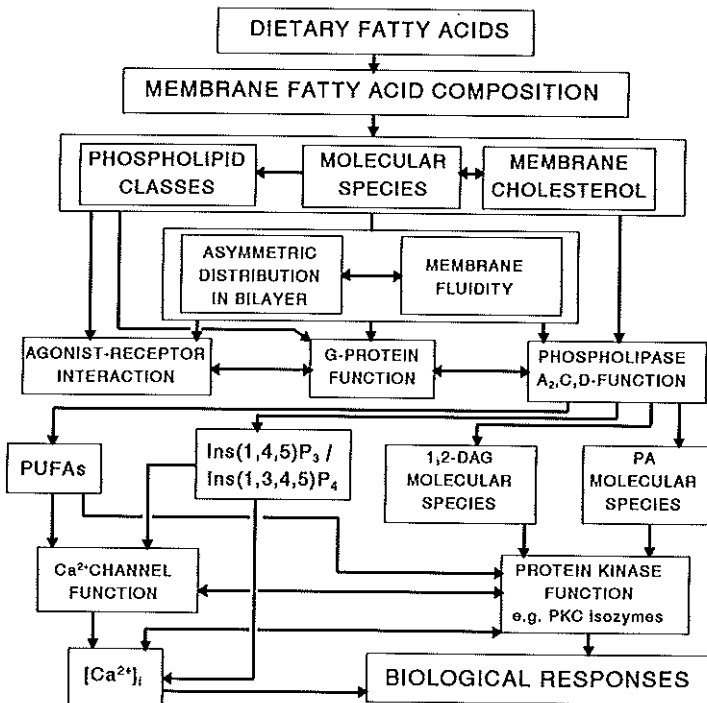 DIETARY FATTY ACIDS
MEMBRANE FATTY ACID COMPOSITION
PHOSPHOLIPID
CLASSES
MOLECULAR
SPECIES
MEMBRANE
CHOLESTEROL
ASYMMETRIC
DISTRIBUTION
IN BILAYER
MEMBRANE
FLUIDITY
AGONIST-RECEPTOR
INTERACTION
G-PROTEIN
FUNCTION
PHOSPHOLIPASE
A₂,C,D-FUNCTION
PUFAs
Ins(1,4,5)P₃ /
Ins(1,3,4,5)P₄
1,2-DAG
MOLECULAR
SPECIES
PA
MOLECULAR
SPECIES
Ca²⁺CHANNEL
FUNCTION
PROTEIN KINASE
FUNCTION
e.g. PKC isozymes
[Ca²⁺]ᵢ
BIOLOGICAL RESPONSES